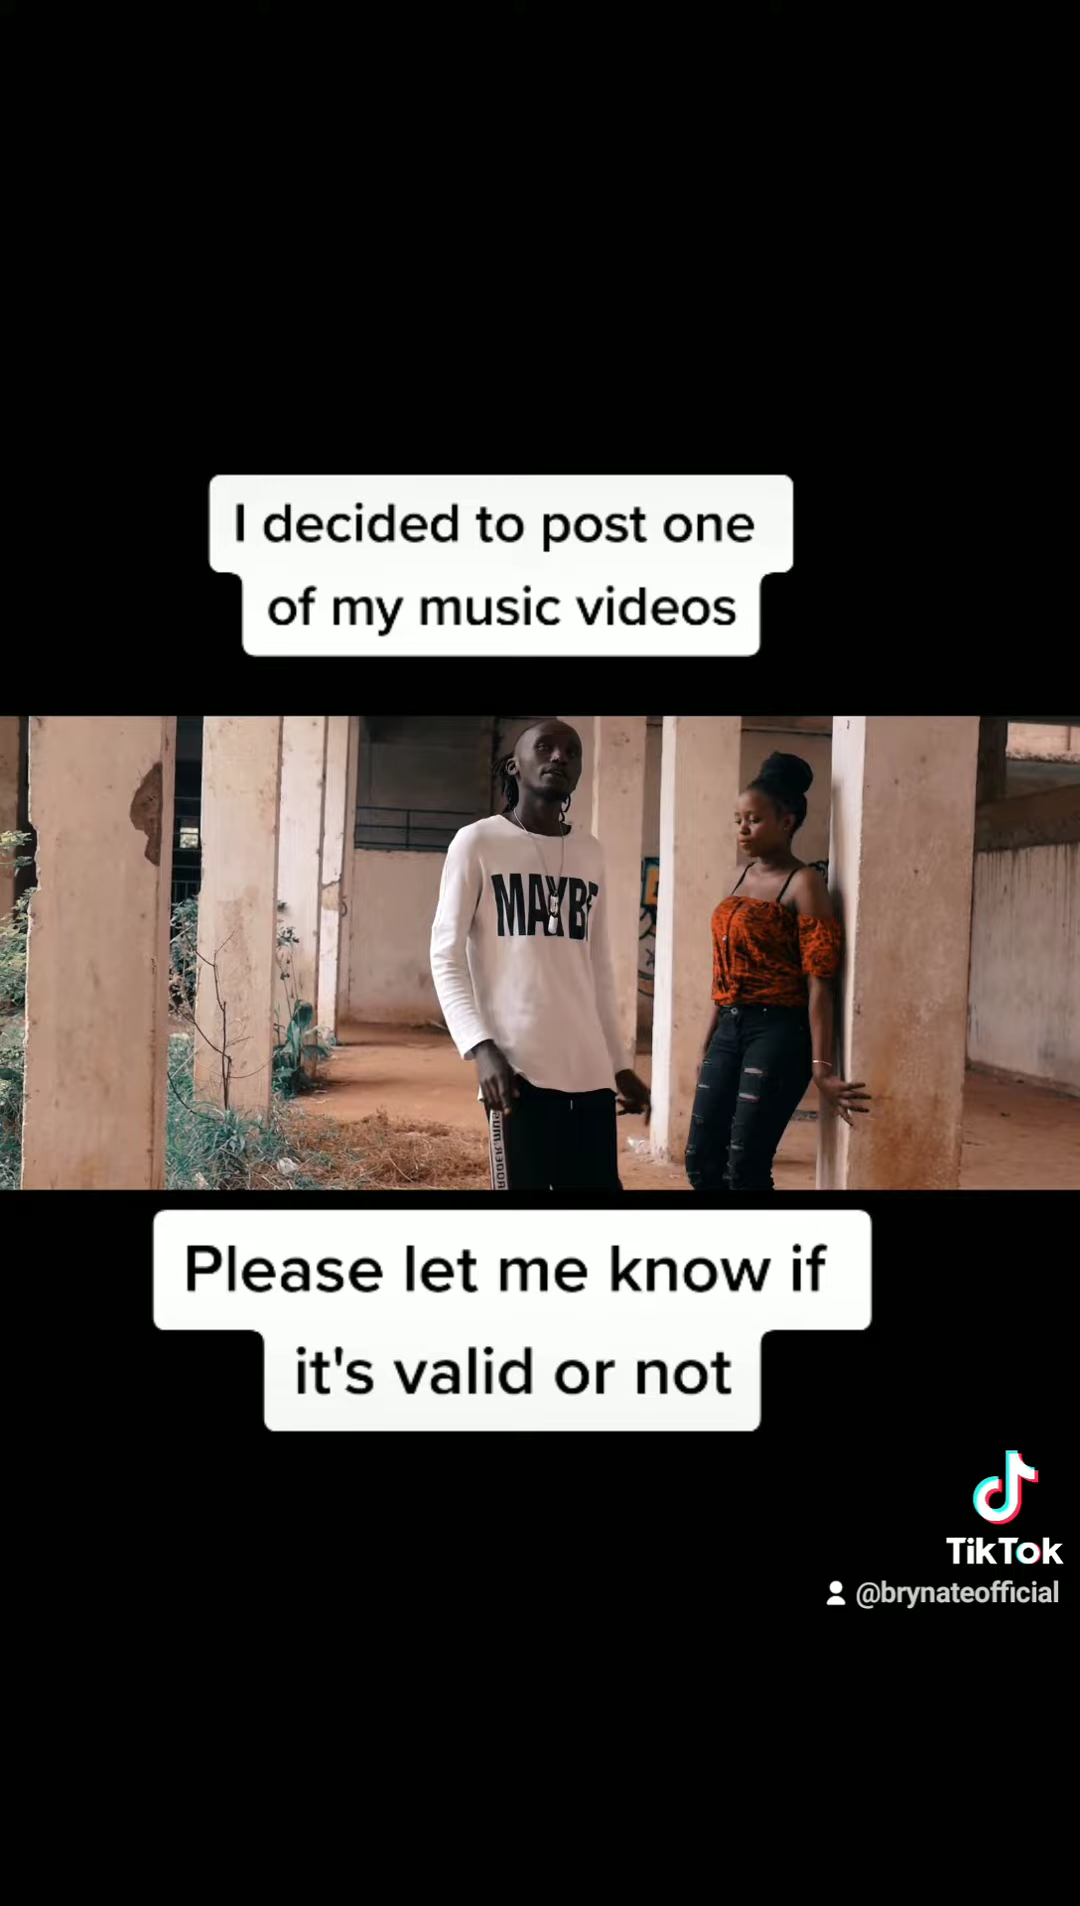 I decided to post one
of my music videos
MAYBE
Please let me know if
it's valid or not
TikTok
@brynateofficial